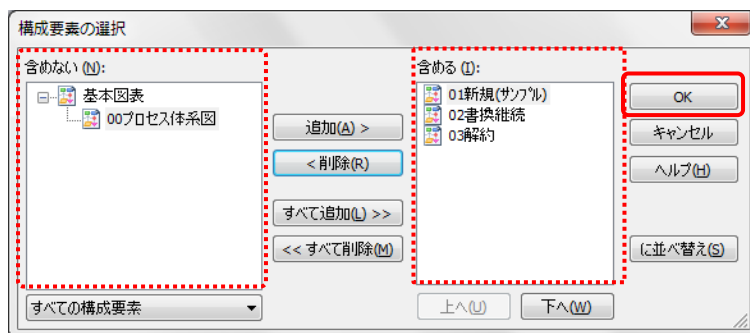 構成要素の選択
含めない (N):
基本図表
00プロセス体系図
追加(A) >
< 削除(R)
すべて追加(L) >>
<< すべて削除(M)
すべての構成要素
含める (I):
01新規(サンプル)
02書換継続
03解約
上へ(U)
下へ(W)
OK
キャンセル
ヘルプ(H)
に並べ替え(S)